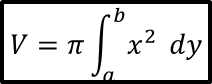 V = π ∫_a^b x² dy